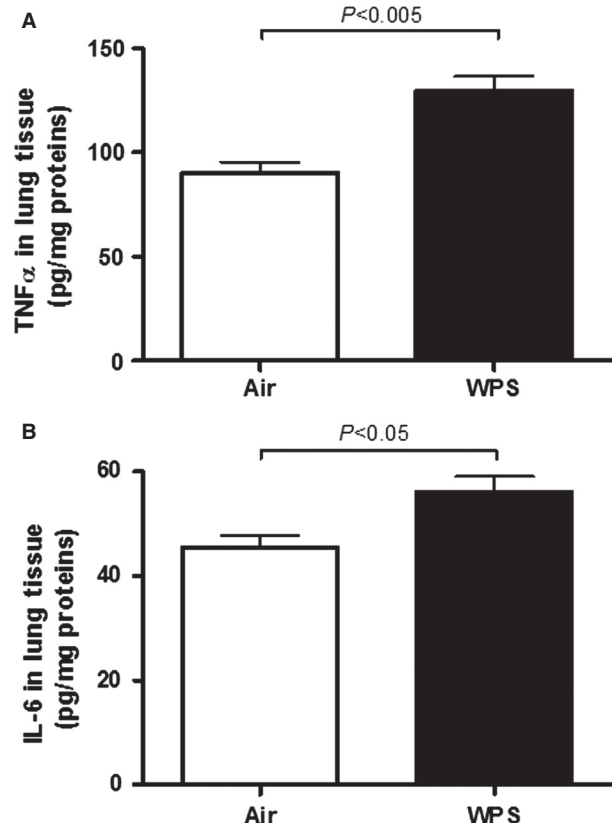 A
P<0.005
TNFα in lung tissue
(pg/mg proteins)
150
100
50
0
Air WPS
B
P<0.05
IL-6 in lung tissue
(pg/mg proteins)
60
40
20
0
Air WPS